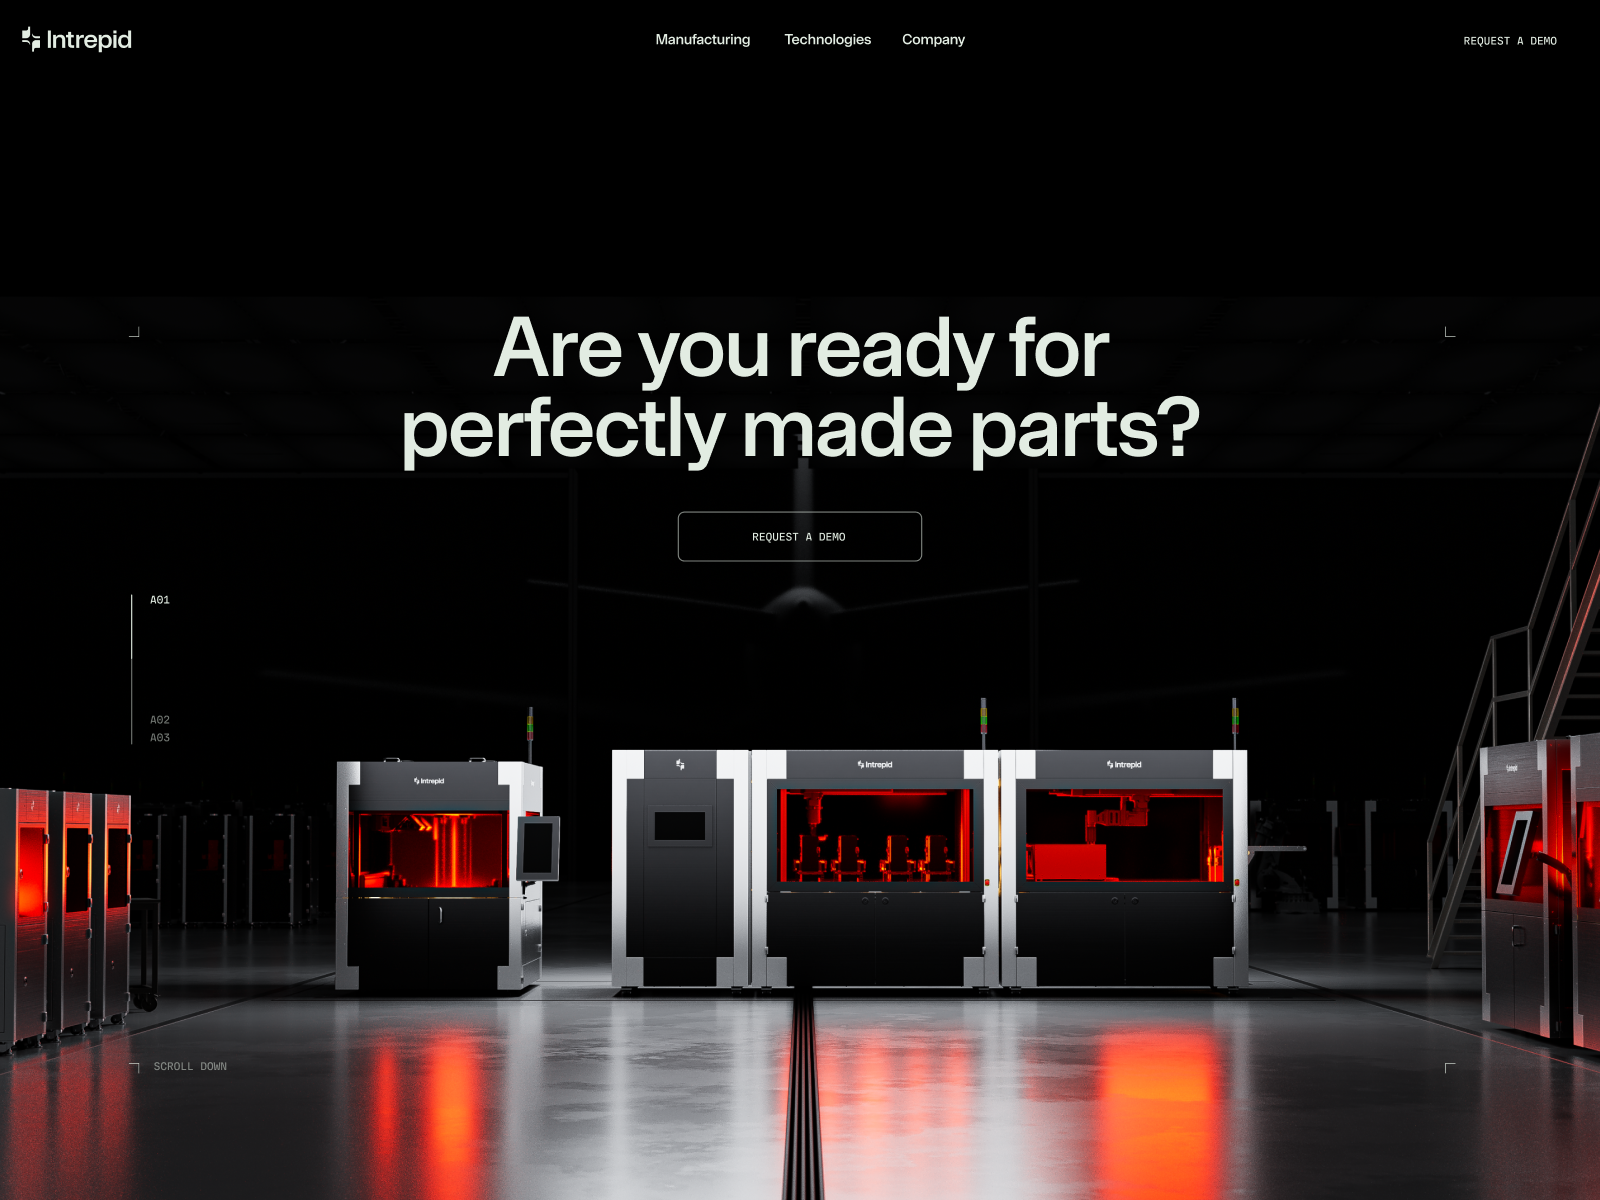 Intrepid
Manufacturing
Technologies
Company
REQUEST A DEMO
Are you ready for
perfectly made parts?
REQUEST A DEMO
A01
A02
A03
Intrepid
Intrepid
Intrepid
Intrepid
SCROLL DOWN